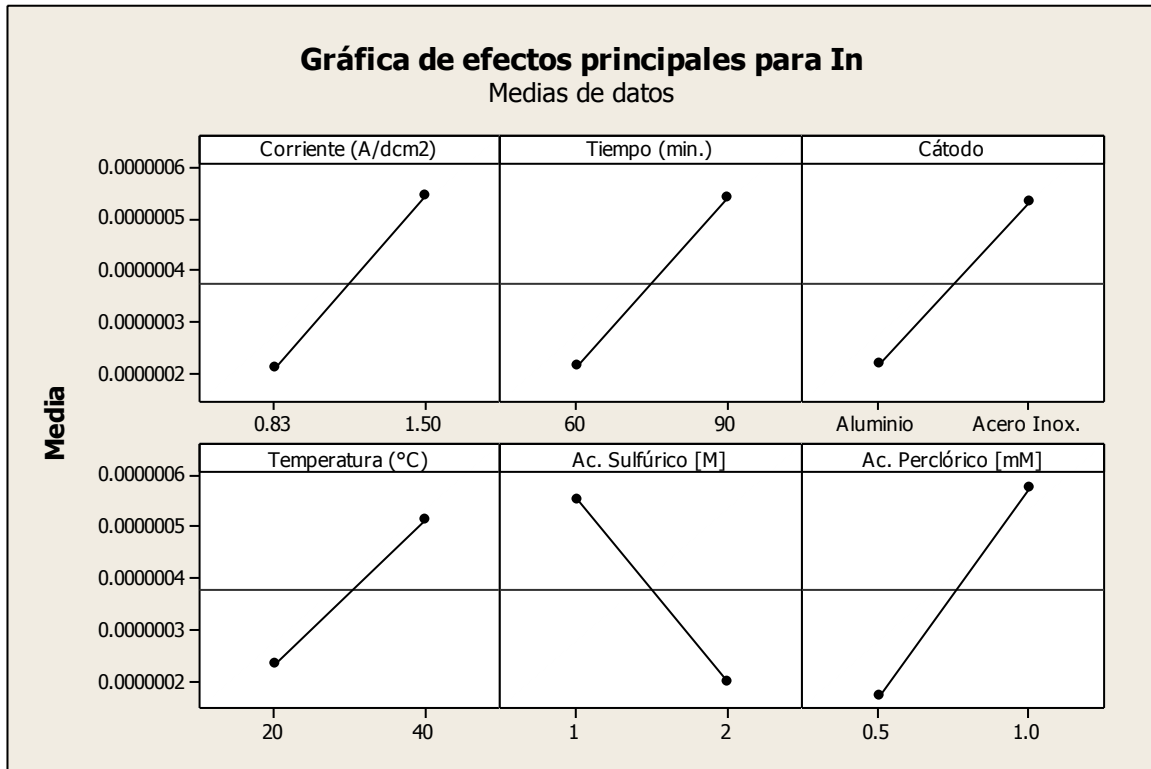 Gráfica de efectos principales para In
Medias de datos
Media
Corriente (A/dcm2) Tiempo (min.) Cátodo
0.0000006
0.0000005
0.0000004
0.0000003
0.0000002
0.83 1.50 60 90 Aluminio Acero Inox.
Temperatura (°C) Ac. Sulfúrico [M] Ac. Perclórico [mM]
0.0000006
0.0000005
0.0000004
0.0000003
0.0000002
20 40 1 2 0.5 1.0